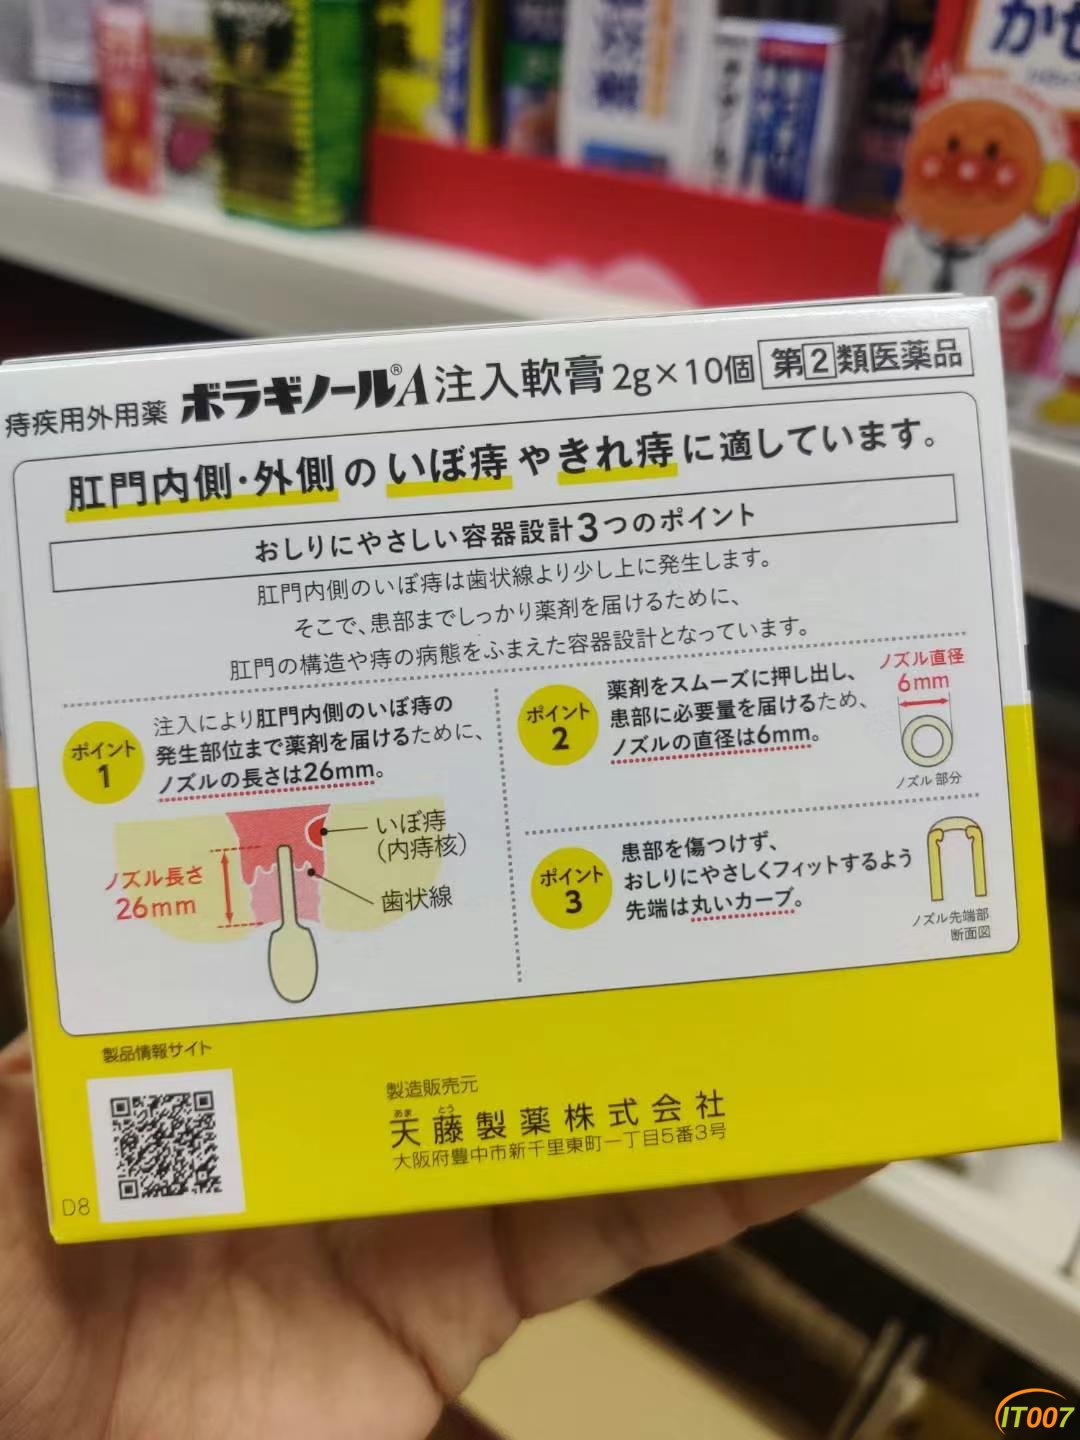 痔疾用外用薬 ボラギノール®A 注入軟膏 2g×10個 第2類医薬品
肛門内側・外側のいぼ痔やきれ痔に適しています。
おしりにやさしい容器設計3つのポイント
肛門内側のいぼ痔は歯状線より少し上に発生します。
そこで、患部までしっかり薬剤を届けるために、
肛門の構造や痔の病態をふまえた容器設計となっています。
ポイント
1
注入により肛門内側のいぼ痔の
発生部位まで薬剤を届けるために、
ノズルの長さは26mm。
いぼ痔
(内痔核)
歯状線
ノズル長さ
26mm
ポイント
2
薬剤をスムーズに押し出し、
患部に必要量を届けるため、
ノズルの直径は6mm。
ノズル直径
6mm
ノズル部分
ポイント
3
患部を傷つけず、
おしりにやさしくフィットするよう
先端は丸いカーブ。
ノズル先端部
断面図
製品情報サイト
D8
製造販売元
あま とう
天藤製薬株式会社
大阪府豊中市新千里東町一丁目5番3号
IT007